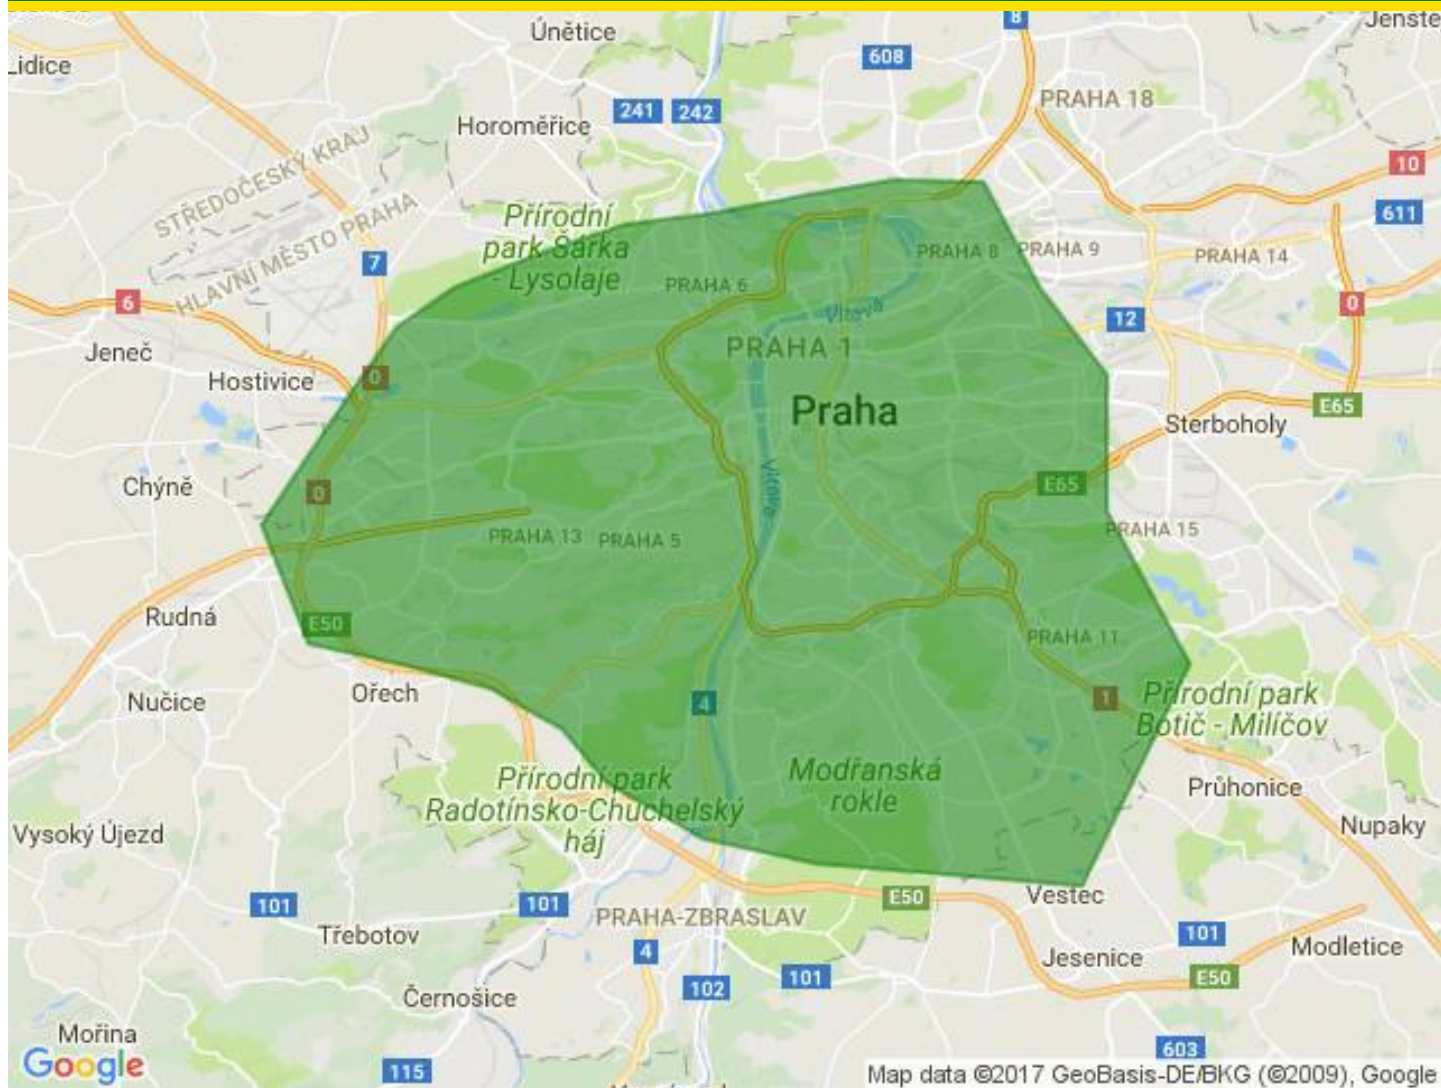 8
Jenšte
Únětice
608
Lidice
PRAHA 18
241
242
Horoměřice
STŘEDOČESKÝ KRAJ
HLAVNÍ MĚSTO PRAHA
10
611
Přírodní
park Šárka
- Lysolaje
PRAHA 8
PRAHA 9
PRAHA 14
7
PRAHA 6
6
0
Vltava
12
PRAHA 1
Jeneč
Hostivice
0
Praha
E65
Sterboholy
Chýně
0
Vltava
E65
PRAHA 13
PRAHA 5
PRAHA 15
Rudná
E50
PRAHA 11
Nučice
Ořech
4
1
Přírodní park
Botič - Milíčov
Přírodní park
Radotínsko-Chuchelský
háj
Modřanská
rokle
Průhonice
Vysoký Újezd
Nupaky
101
101
E50
Vestec
PRAHA-ZBRASLAV
Třebotov
4
101
Modletice
Jesenice
101
E50
102
Černošice
Mořina
603
Google
115
Map data ©2017 GeoBasis-DE/BKG (©2009), Google